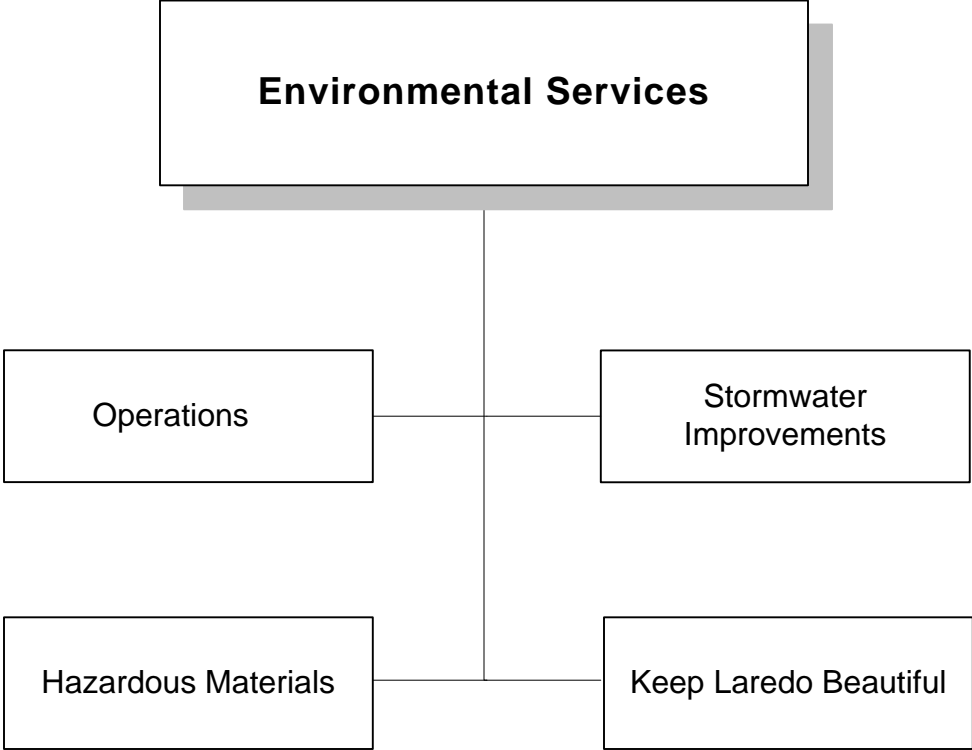 Environmental Services
Operations
Stormwater
Improvements
Hazardous Materials
Keep Laredo Beautiful